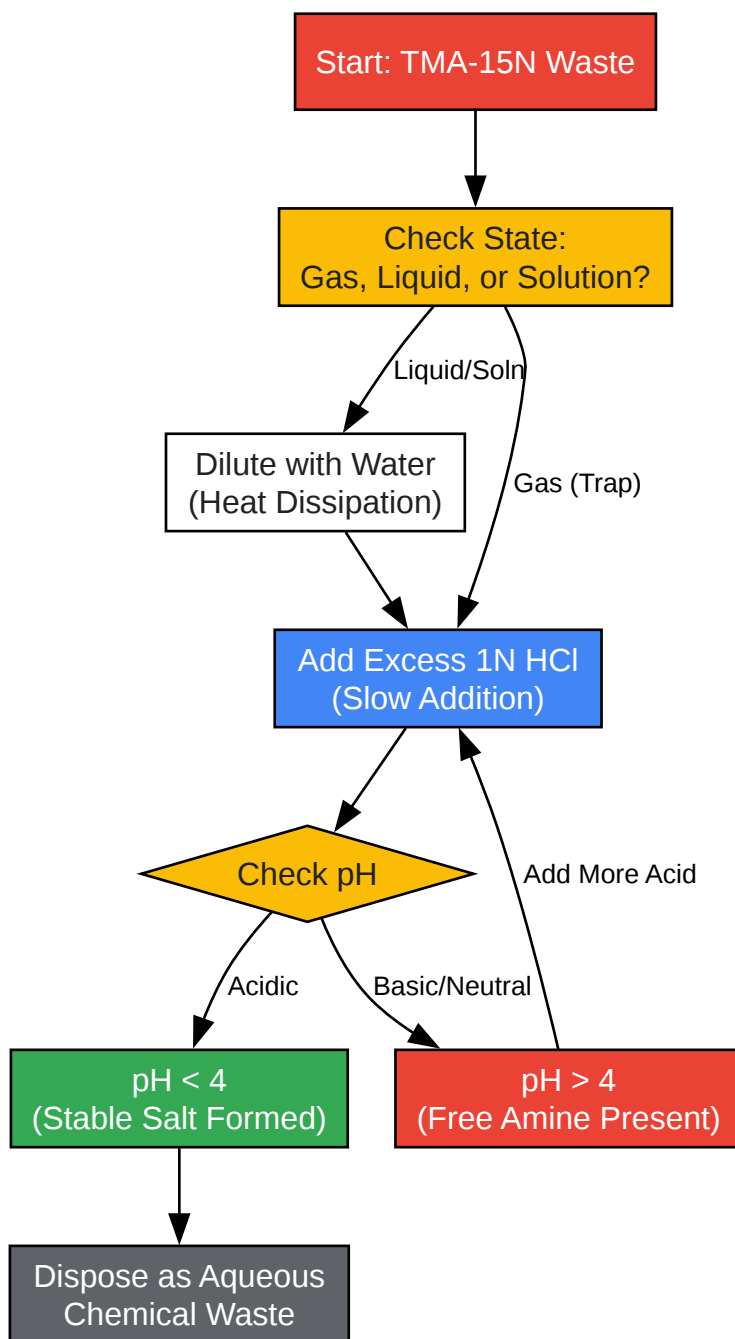 Start: TMA-15N Waste
Check State:
Gas, Liquid, or Solution?
Liquid/Soln
Dilute with Water
(Heat Dissipation)
Gas (Trap)
Add Excess 1N HCl
(Slow Addition)
Check pH
Add More Acid
Acidic
Basic/Neutral
pH < 4
(Stable Salt Formed)
pH > 4
(Free Amine Present)
Dispose as Aqueous
Chemical Waste